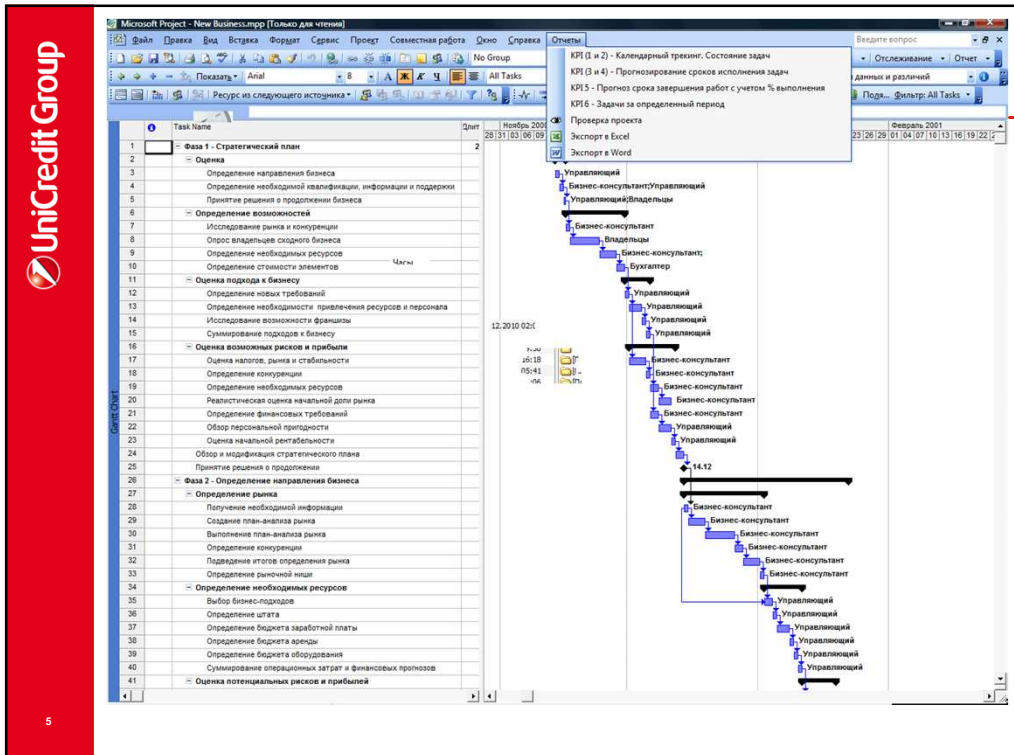 UniCredit Group
Microsoft Project - New Business.mpp [Только для чтения]
Файл Правка Вид Вставка Формат Сервис Проект Совместная работа Окно Справка Отчеты Введите вопрос
No Group Отслеживание Отчет
Показать Arial 8 Ж К Ч All Tasks данных и различий
Ресурс из следующего источника Фильтр: All Tasks
KPI (1 и 2) - Календарный трекинг. Состояние задач
KPI (3 и 4) - Прогнозирование сроков исполнения задач
KPI 5 - Прогноз срока завершения работ с учетом % выполнения
KPI 6 - Задачи за определенный период
Проверка проекта
Экспорт в Excel
Экспорт в Word
Task Name Длит Ноябрь 200 Февраль 2001
28 31 03 06 09 23 26 29 01 04 07 10 13 16 19 22
1 Фаза 1 - Стратегический план 2
2 Оценка
3 Определение направления бизнеса Управляющий
4 Определение необходимой квалификации, информации и поддержки Бизнес-консультант;Управляющий
5 Принятие решения о продолжении бизнеса Управляющий;Владельцы
6 Определение возможностей
7 Исследование рынка и конкуренции Бизнес-консультант
8 Опрос владельцев сходного бизнеса Владельцы
9 Определение необходимых ресурсов Бизнес-консультант;
10 Определение стоимости элементов Часы Бухгалтер
11 Оценка подхода к бизнесу
12 Определение новых требований Управляющий
13 Определение необходимости привлечения ресурсов и персонала Управляющий
14 Исследование возможности франшизы Управляющий
12.2010 02:
15 Суммирование подходов к бизнесу Управляющий
16 Оценка возможных рисков и прибыли
17 Оценка налогов, рынка и стабильности 16:18 Бизнес-консультант
18 Определение конкуренции 05:41 Бизнес-консультант
19 Определение необходимых ресурсов Бизнес-консультант
20 Реалистическая оценка начальной доли рынка Бизнес-консультант
21 Определение финансовых требований Бизнес-консультант
22 Обзор персональной пригодности Управляющий
23 Оценка начальной рентабельности Управляющий
24 Обзор и модификация стратегического плана
25 Принятие решения о продолжении 14.12
26 Фаза 2 - Определение направления бизнеса
27 Определение рынка
28 Получение необходимой информации Бизнес-консультант
29 Создание план-анализа рынка Бизнес-консультант
30 Выполнение план-анализа рынка Бизнес-консультант
31 Определение конкуренции Бизнес-консультант
32 Подведение итогов определения рынка Бизнес-консультант
33 Определение рыночной ниши Бизнес-консультант
34 Определение необходимых ресурсов
35 Выбор бизнес-подходов Управляющий
36 Определение штата Управляющий
37 Определение бюджета заработной платы Управляющий
38 Определение бюджета аренды Управляющий
39 Определение бюджета оборудования Управляющий
40 Суммирование операционных затрат и финансовых прогнозов Управляющий
41 Оценка потенциальных рисков и прибылей
Gantt Chart
5